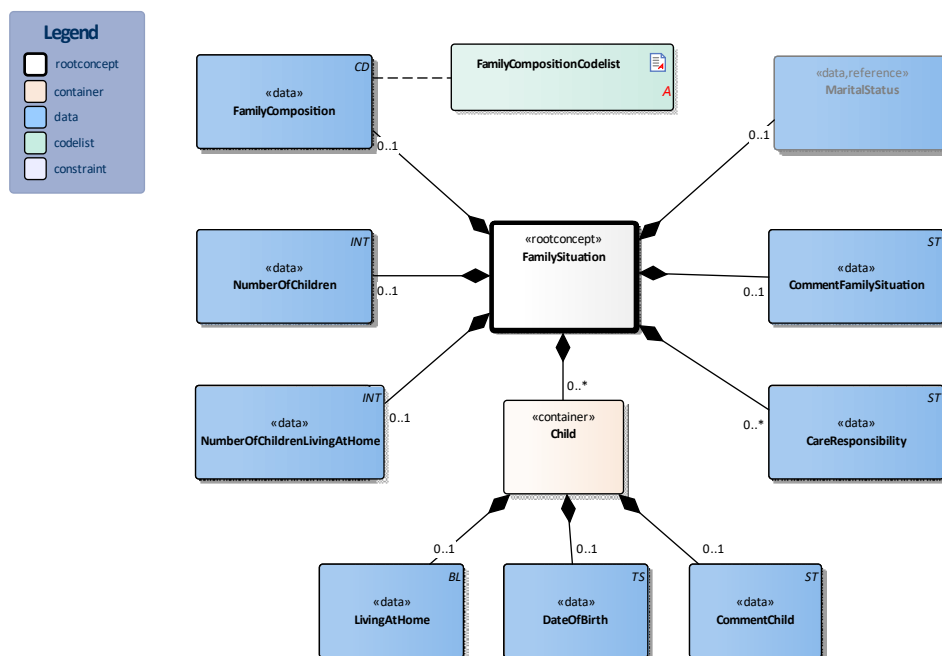 Legend
rootconcept
container
data
codelist
constraint
CD
«data»
FamilyComposition
0..1
FamilyCompositionCodelist
A
«data,reference»
MaritalStatus
0..1
INT
«data»
NumberOfChildren
0..1
«rootconcept»
FamilySituation
ST
«data»
CommentFamilySituation
0..1
INT
«data»
NumberOfChildrenLivingAtHome
0..1
0..*
«container»
Child
ST
«data»
CareResponsibility
0..*
0..1
BL
«data»
LivingAtHome
0..1
TS
«data»
DateOfBirth
0..1
ST
«data»
CommentChild